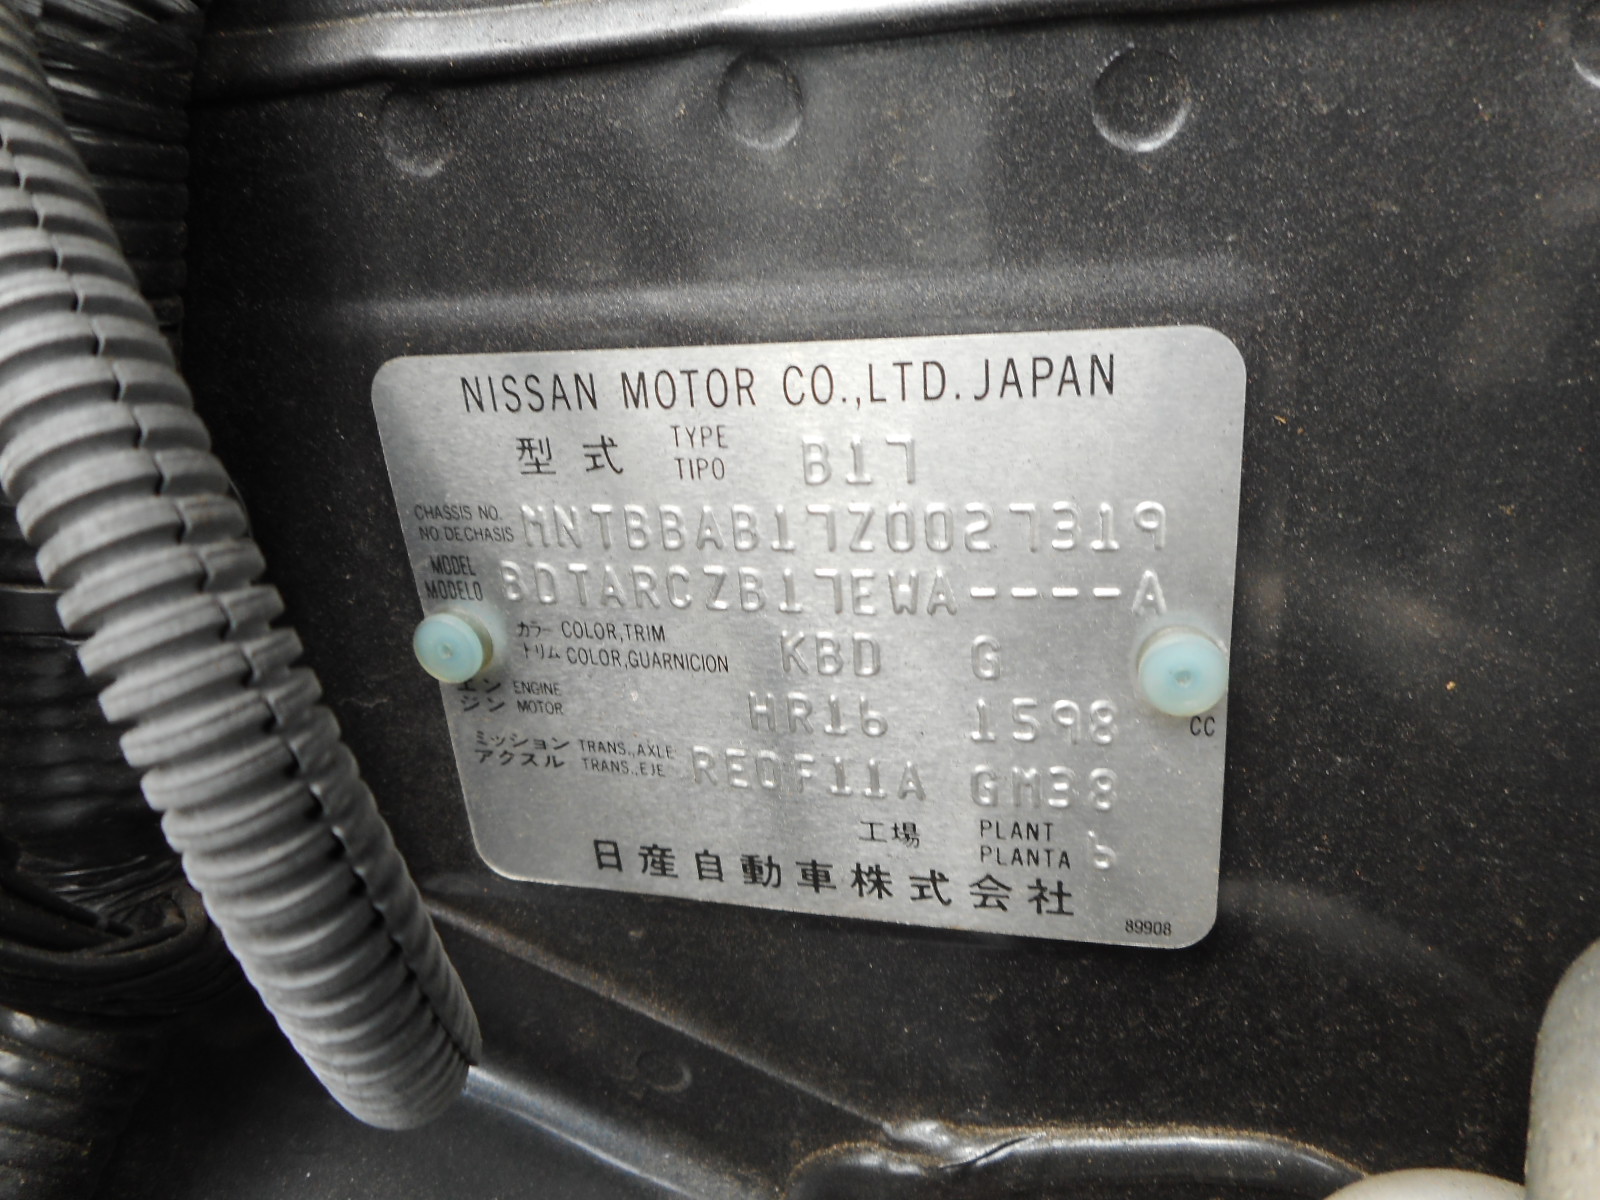 NISSAN MOTOR CO.,LTD. JAPAN
型式 TYPE TIPO B17
CHASSIS NO. NO. DE CHASIS MNTBBAB17Z0027319
MODEL MODELO BDTARCZB17EWA----A
カラー COLOR,TRIM
トリム COLOR,GUARNICION KBD G
エン ENGINE
ジン MOTOR HR16 1598 CC
ミッション TRANS.,AXLE
アクスル TRANS.,EJE RE0F11A GM38
工場 PLANT PLANTA 6
日産自動車株式会社
89908